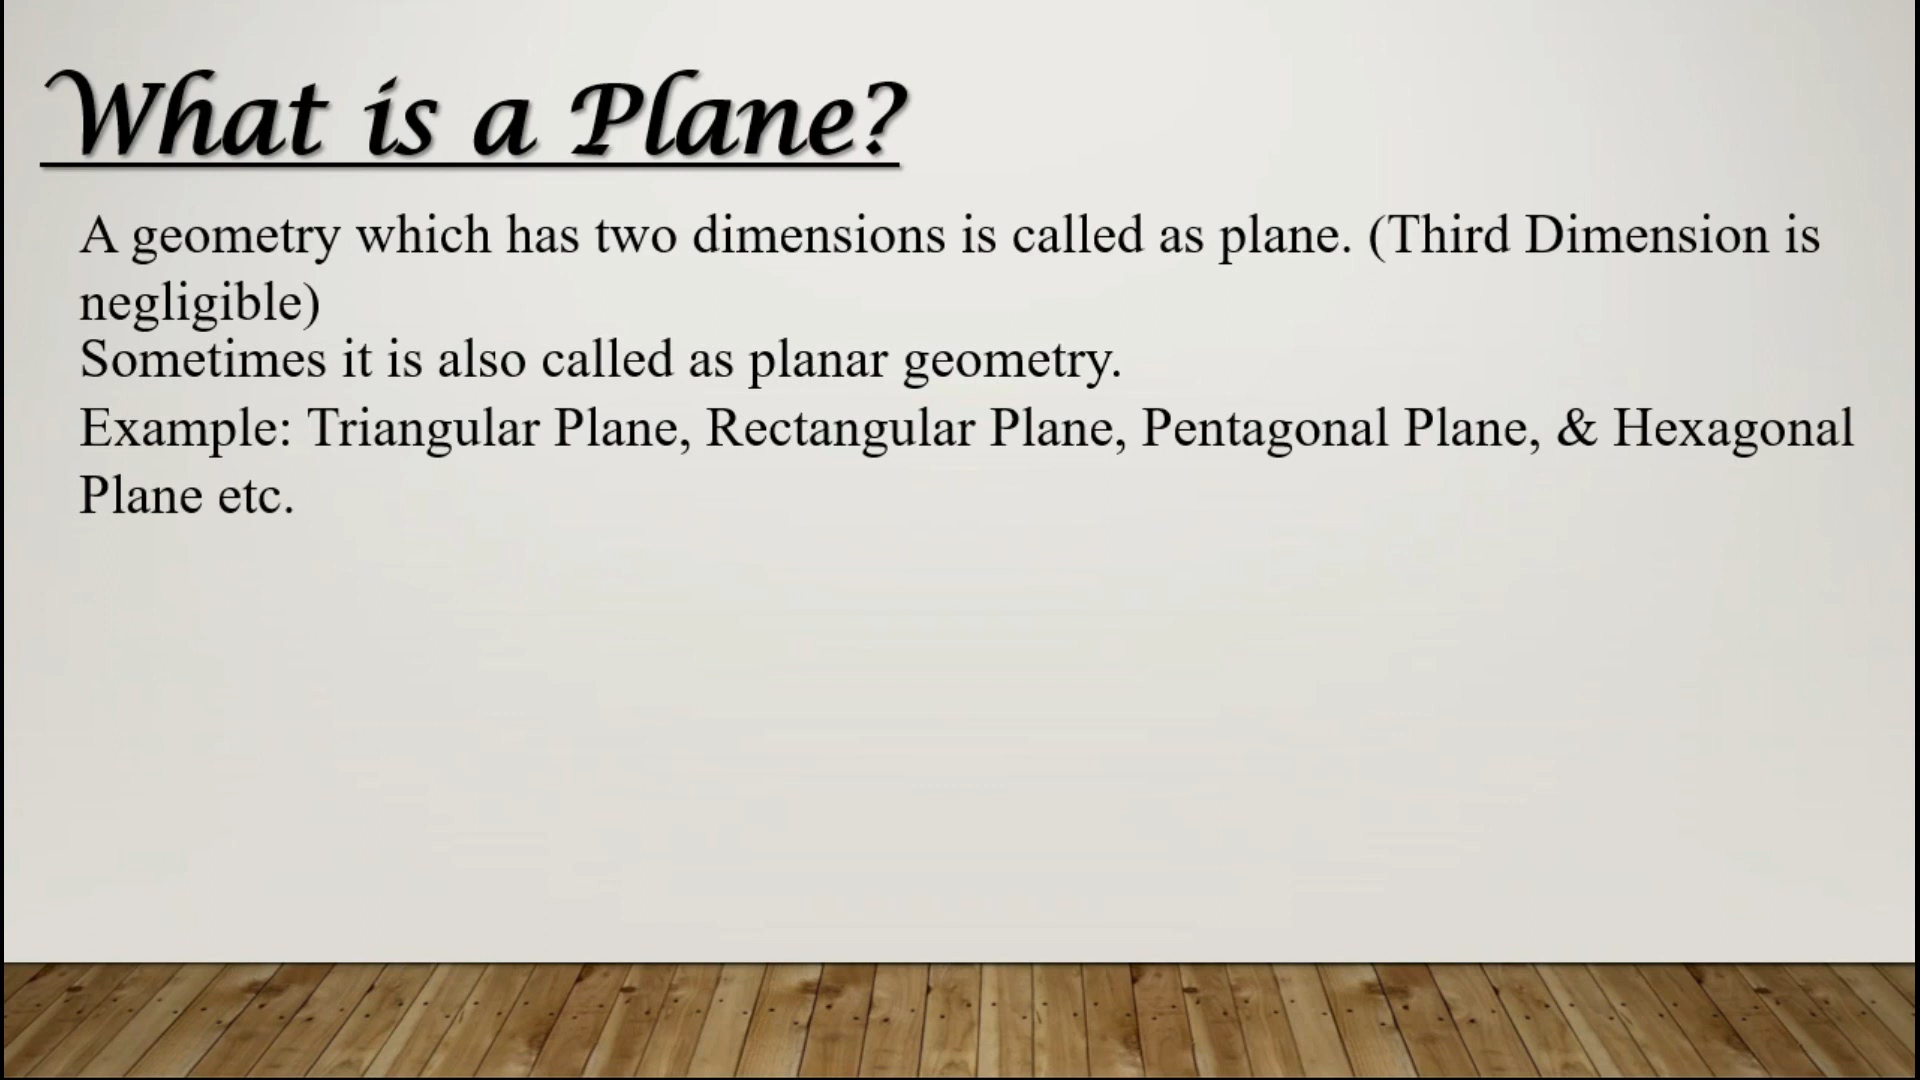 What is a Plane?
A geometry which has two dimensions is called as plane. (Third Dimension is
negligible)
Sometimes it is also called as planar geometry.
Example: Triangular Plane, Rectangular Plane, Pentagonal Plane, & Hexagonal
Plane etc.